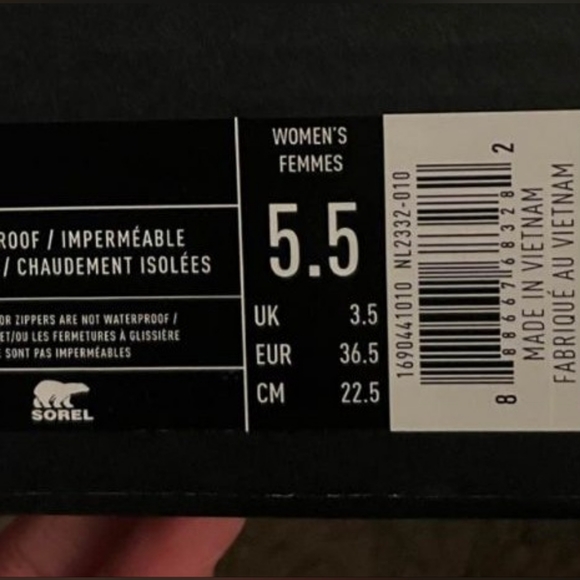 ROOF / IMPERMÉABLE
/ CHAUDEMENT ISOLÉES
OR ZIPPERS ARE NOT WATERPROOF /
ET/OU LES FERMETURES À GLISSIÈRE
SONT PAS IMPERMÉABLES
SOREL
WOMEN'S
FEMMES
5.5
UK 3.5
EUR 36.5
CM 22.5
1690441010 NL2332-010
8 88667 68328 2
MADE IN VIETNAM
FABRIQUÉ AU VIETNAM